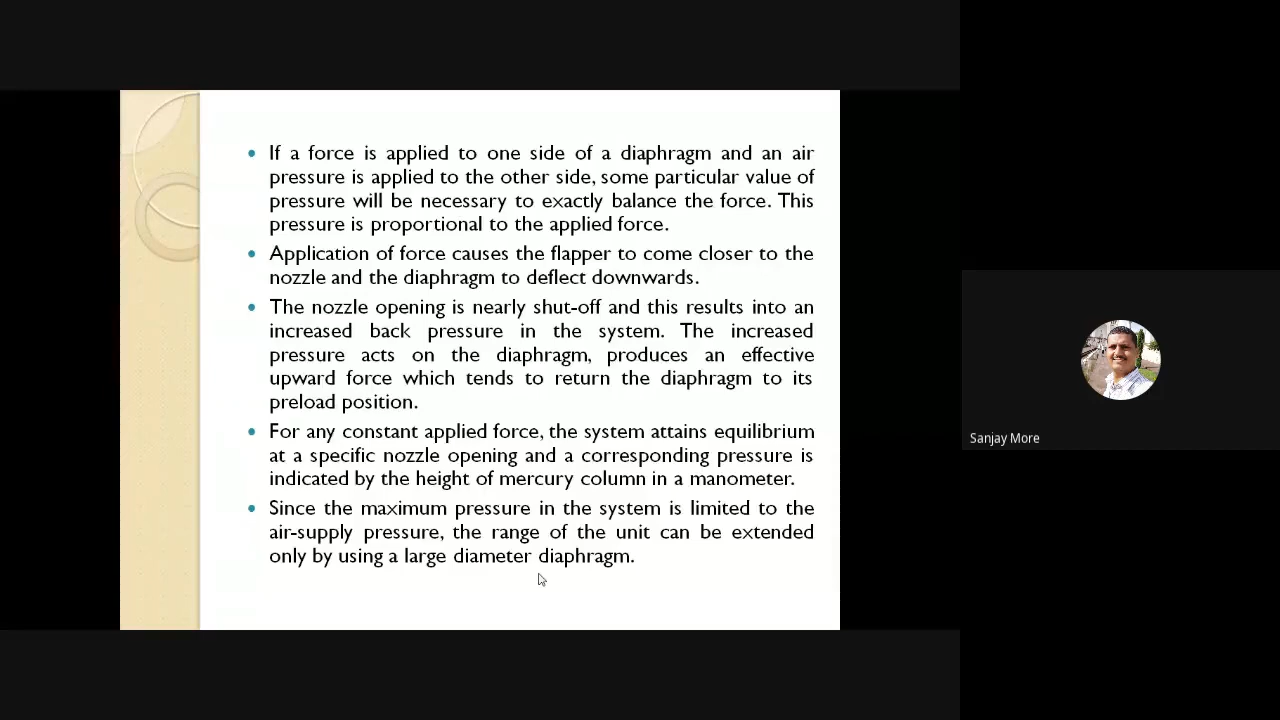 If a force is applied to one side of a diaphragm and an air
pressure is applied to the other side, some particular value of
pressure will be necessary to exactly balance the force. This
pressure is proportional to the applied force.
Application of force causes the flapper to come closer to the
nozzle and the diaphragm to deflect downwards.
The nozzle opening is nearly shut-off and this results into an
increased back pressure in the system. The increased
pressure acts on the diaphragm, produces an effective
upward force which tends to return the diaphragm to its
preload position.
For any constant applied force, the system attains equilibrium
at a specific nozzle opening and a corresponding pressure is
indicated by the height of mercury column in a manometer.
Since the maximum pressure in the system is limited to the
air-supply pressure, the range of the unit can be extended
only by using a large diameter diaphragm.
Sanjay More